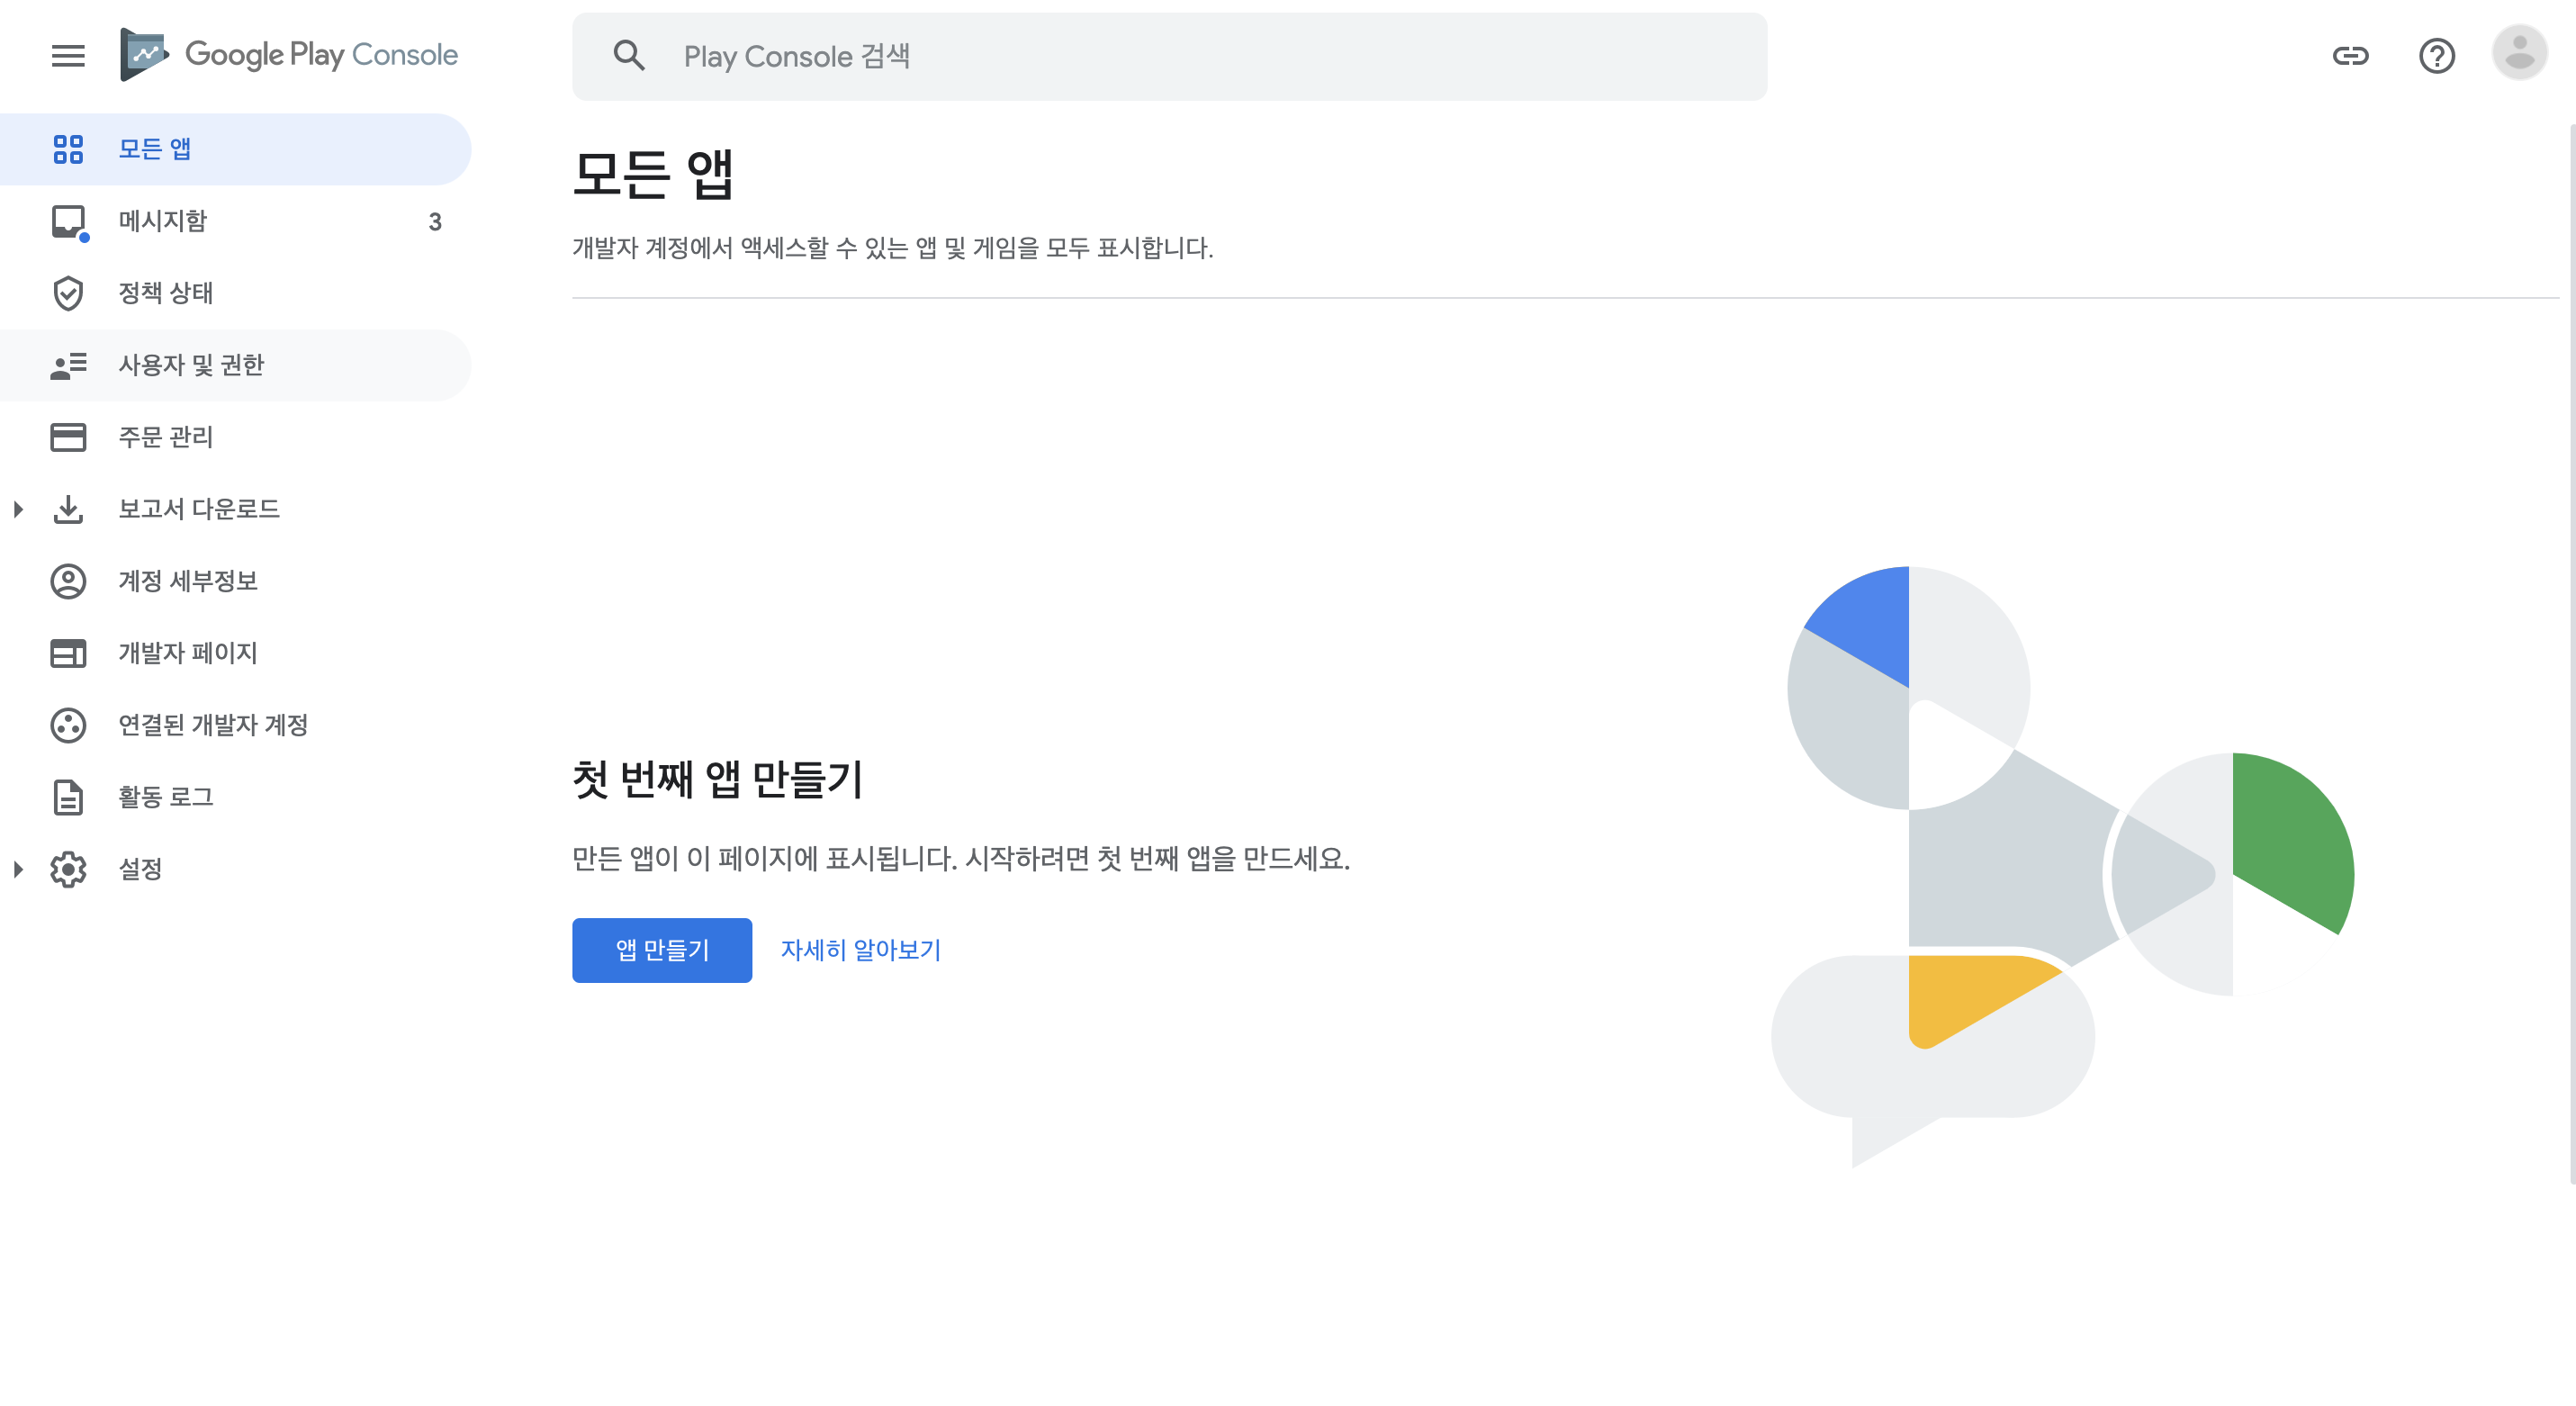 Google Play Console
Play Console 검색
모든 앱
메시지함 3
정책 상태
사용자 및 권한
주문 관리
보고서 다운로드
계정 세부정보
개발자 페이지
연결된 개발자 계정
활동 로그
설정
모든 앱
개발자 계정에서 액세스할 수 있는 앱 및 게임을 모두 표시합니다.
첫 번째 앱 만들기
만든 앱이 이 페이지에 표시됩니다. 시작하려면 첫 번째 앱을 만드세요.
앱 만들기 자세히 알아보기